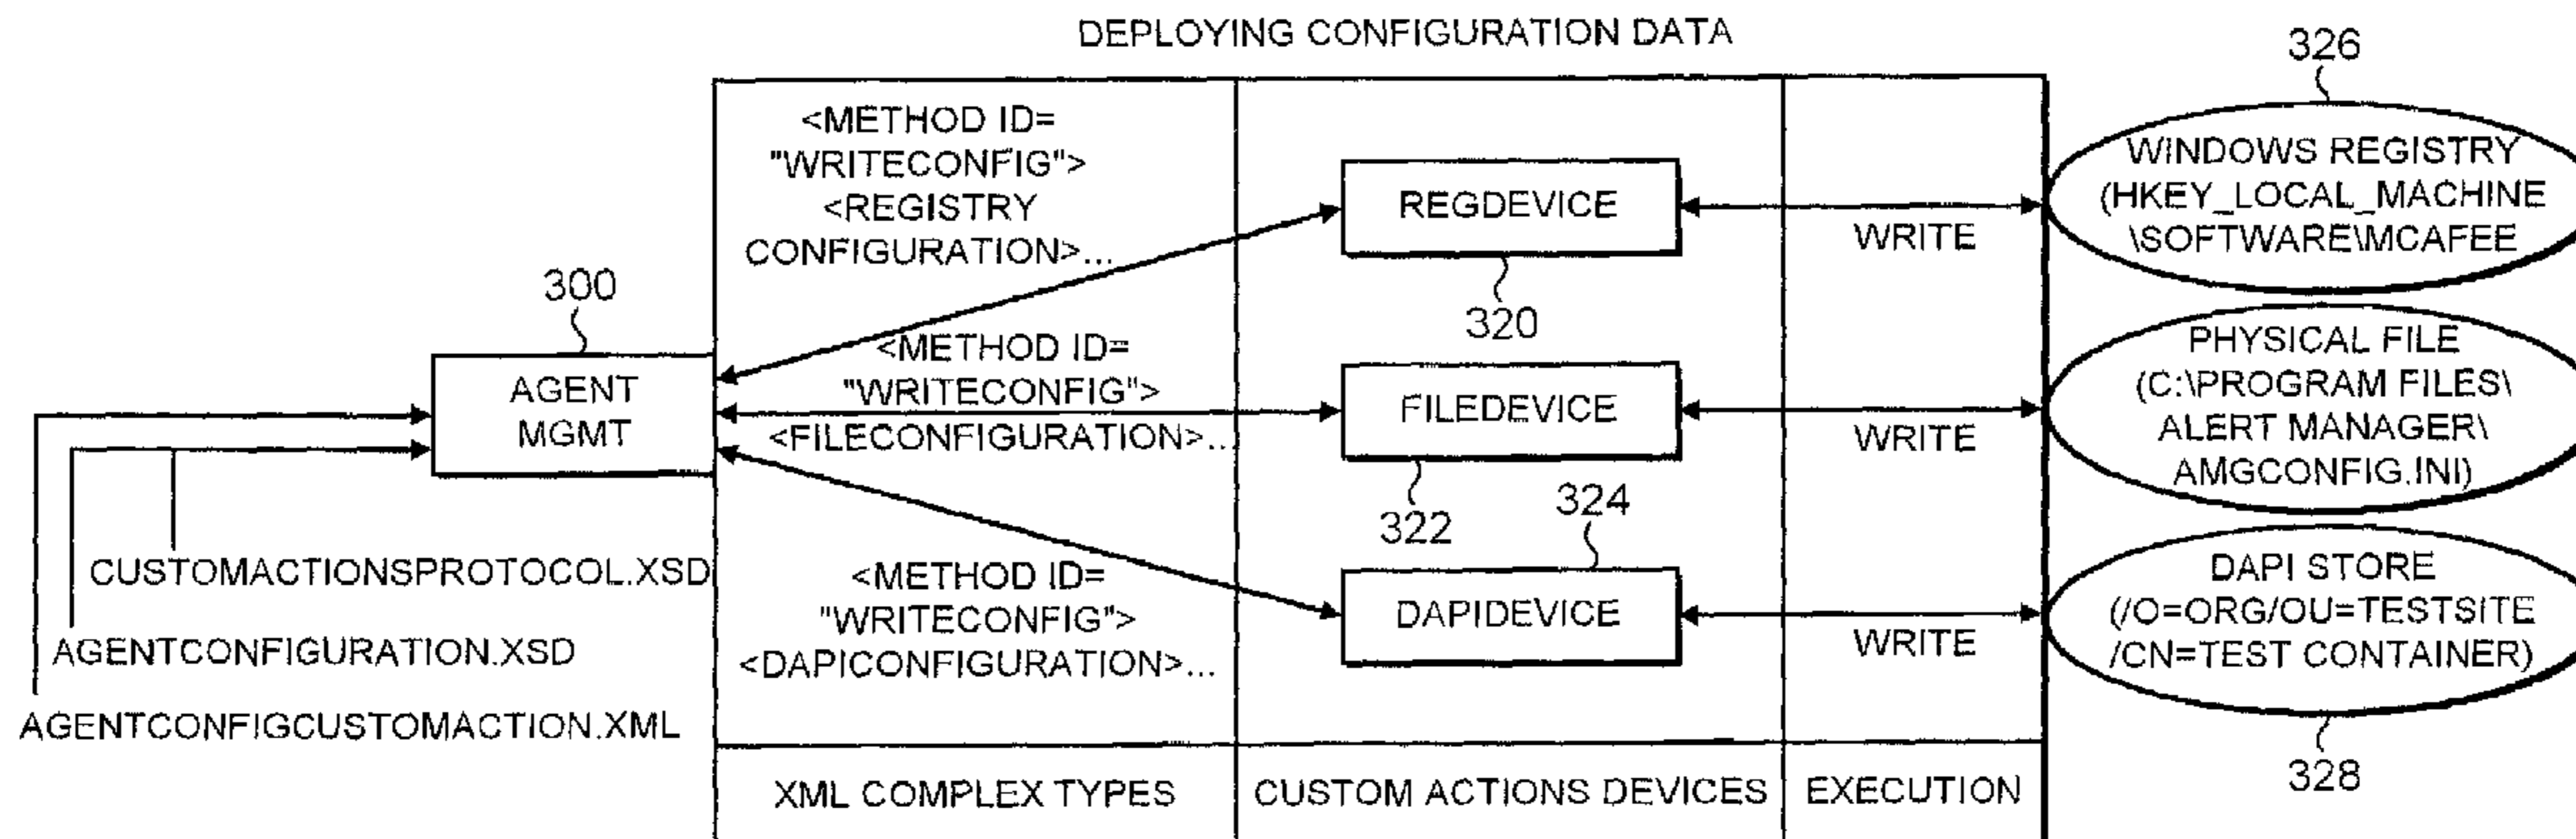 DEPLOYING CONFIGURATION DATA
326
<METHOD ID=
"WRITECONFIG">
<REGISTRY
CONFIGURATION>...
REGDEVICE
320
WRITE
WINDOWS REGISTRY
(HKEY_LOCAL_MACHINE
\SOFTWARE\MCAFEE
300
AGENT
MGMT
<METHOD ID=
"WRITECONFIG">
<FILECONFIGURATION>...
FILEDEVICE
322
WRITE
PHYSICAL FILE
(C:\PROGRAM FILES\
ALERT MANAGER\
AMGCONFIG.INI)
324
<METHOD ID=
"WRITECONFIG">
<DAPICONFIGURATION>...
DAPIDEVICE
WRITE
DAPI STORE
(/O=ORG/OU=TESTSITE
/CN=TEST CONTAINER)
328
CUSTOMACTIONSPROTOCOL.XSD
AGENTCONFIGURATION.XSD
AGENTCONFIGCUSTOMACTION.XML
XML COMPLEX TYPES
CUSTOM ACTIONS DEVICES
EXECUTION